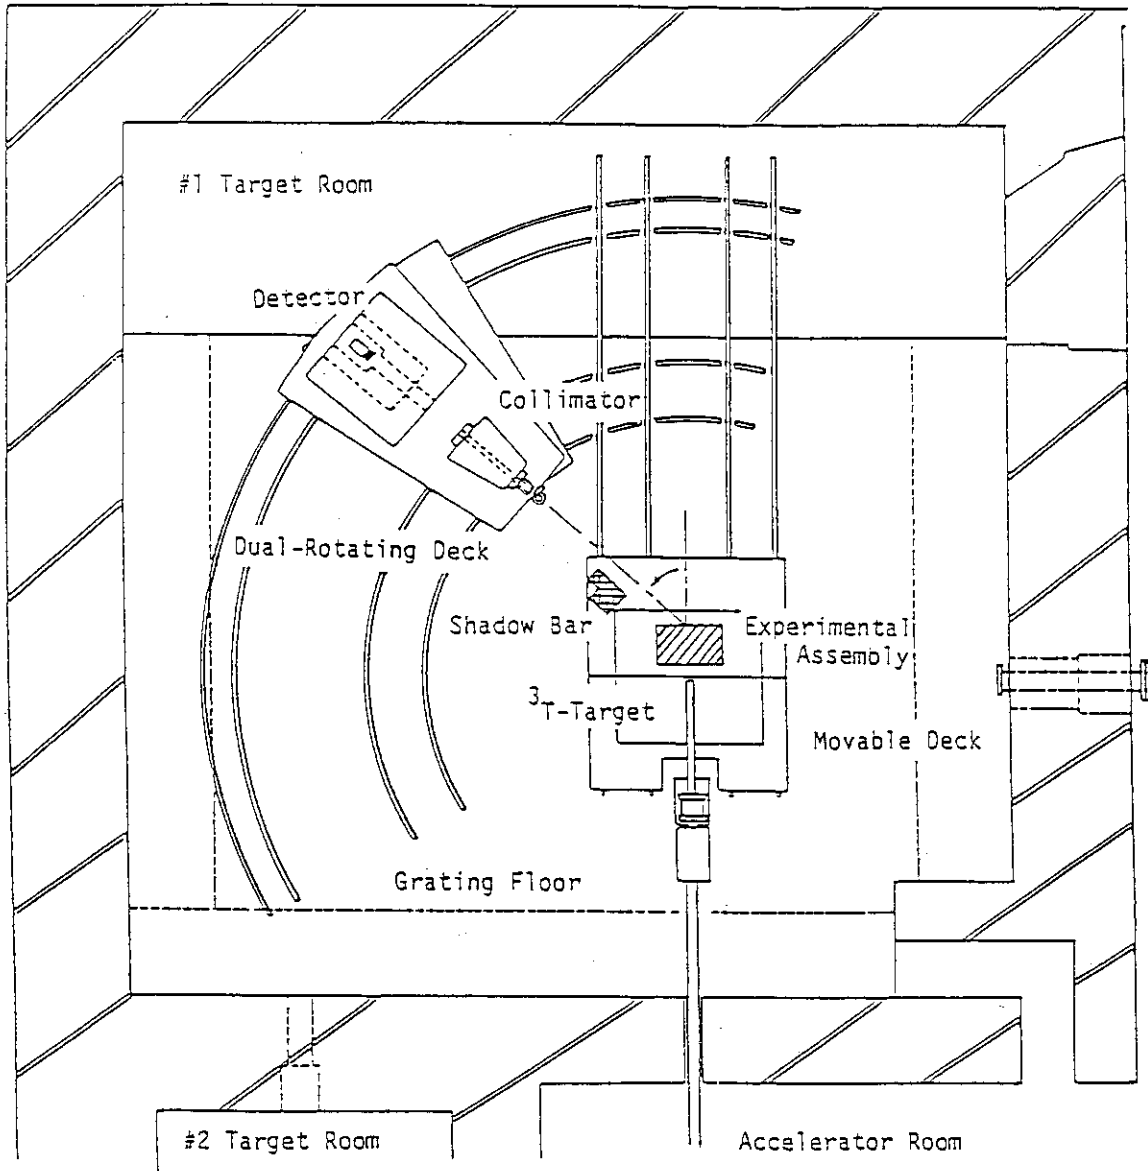 #1 Target Room
Detector
Collimator
Dual-Rotating Deck
Shadow Bar
Experimental
Assembly
³T-Target
Movable Deck
Grating Floor
#2 Target Room
Accelerator Room